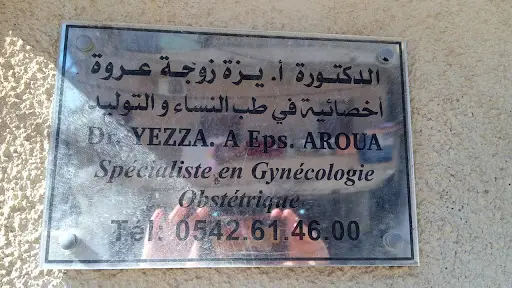 الدكتورة أ. يزة زوجة عروة
أخصائية في طب النساء والتوليد
Dr. YEZZA. A Eps. AROUA
Spécialiste en Gynécologie
Obstétrique
Tél: 0542.61.46.00